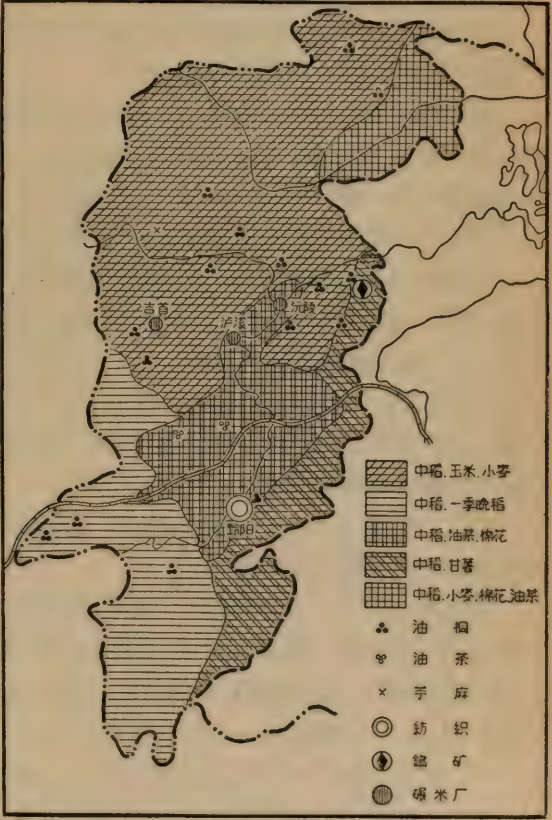 吉首
泸溪
沅陵
黔阳
中稻.玉米.小麦
中稻.一季晚稻
中稻.油菜.棉花
中稻.甘薯
中稻.小麦.棉花.油菜
油桐
油茶
苧麻
纺织
锰矿
碾米厂